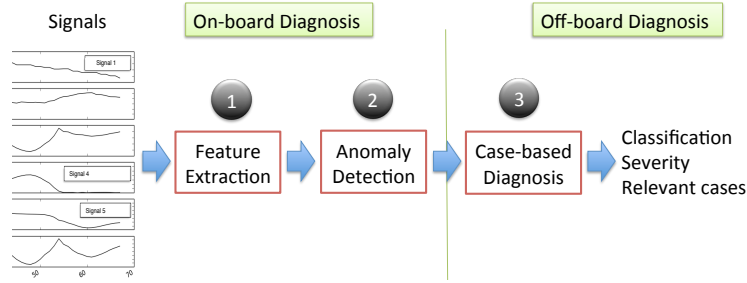 Signals
On-board Diagnosis
Off-board Diagnosis
Signal 1
Signal 4
Signal 5
50
60
70
1
2
3
Feature
Extraction
Anomaly
Detection
Case-based
Diagnosis
Classification
Severity
Relevant cases